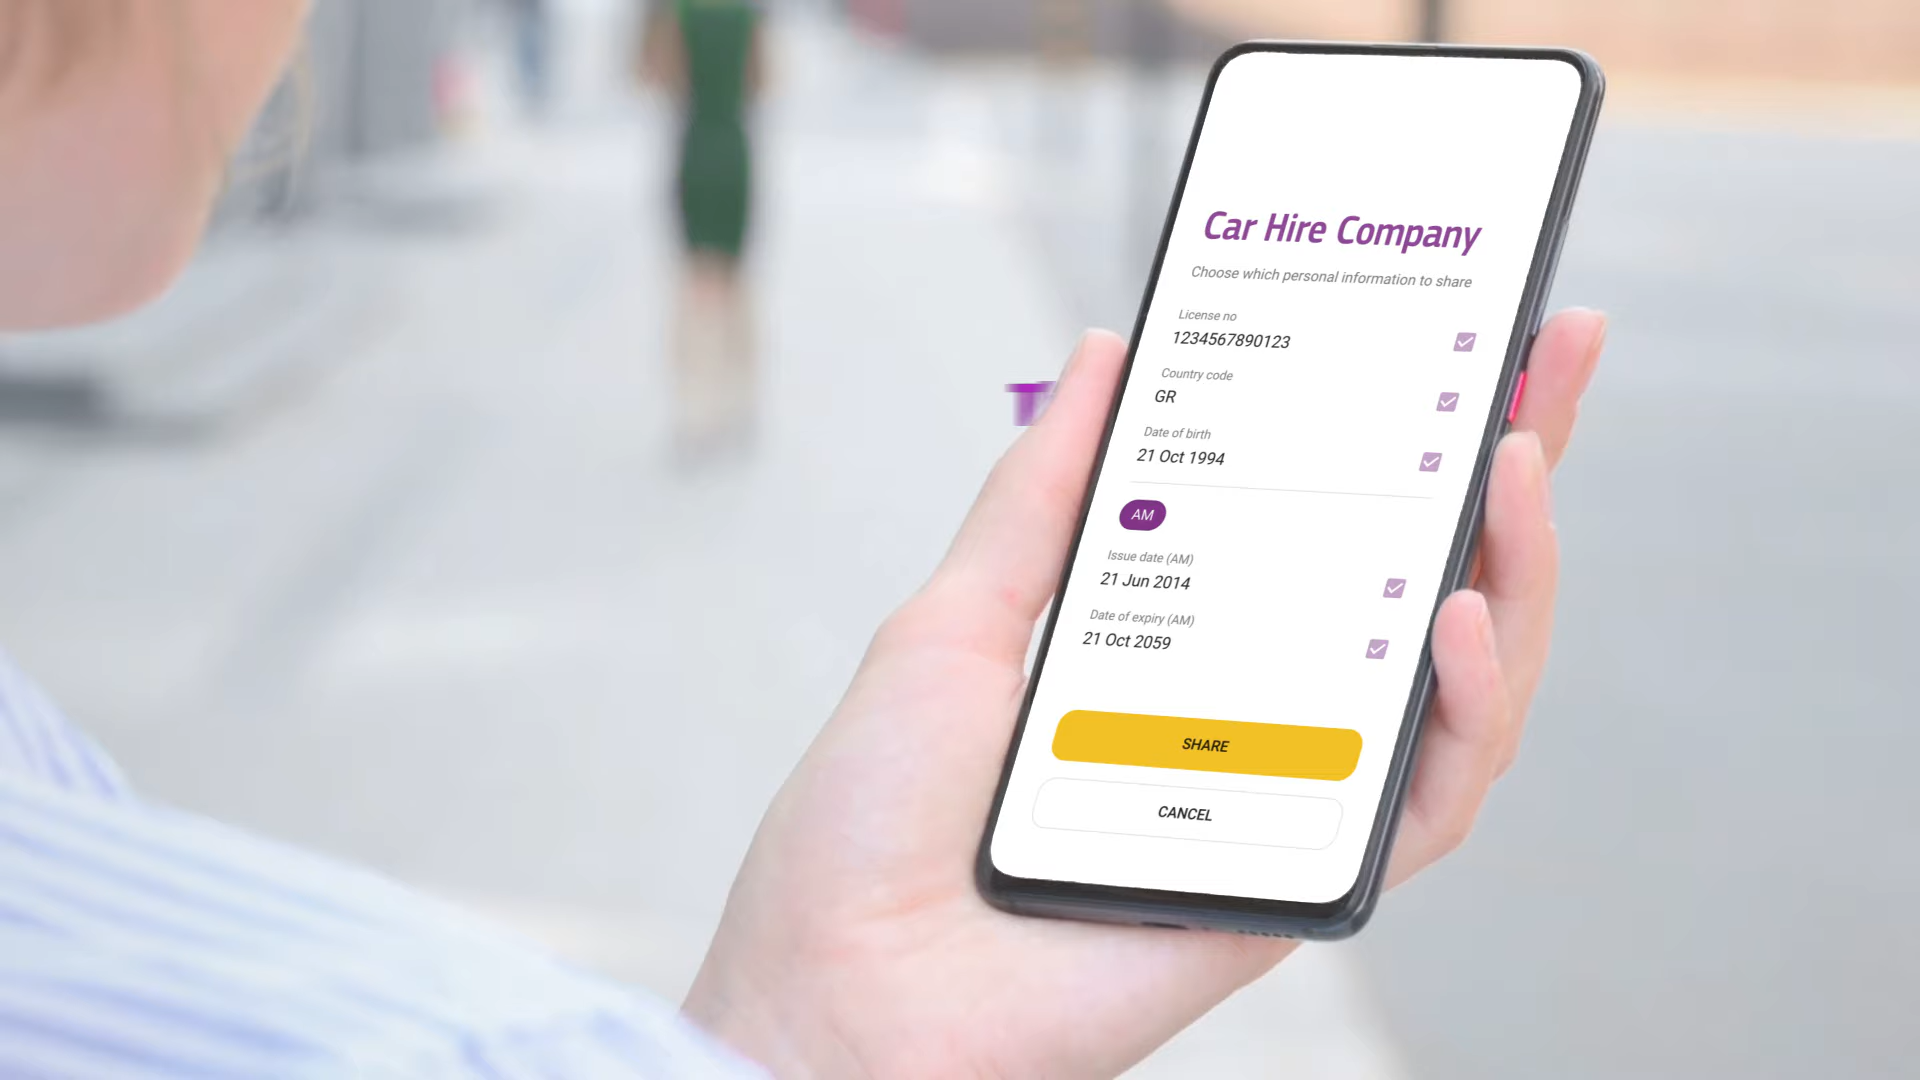 Car Hire Company
Choose which personal information to share
License no
1234567890123
Country code
GR
Date of birth
21 Oct 1994
AM
Issue date (AM)
21 Jun 2014
Date of expiry (AM)
21 Oct 2059
SHARE
CANCEL